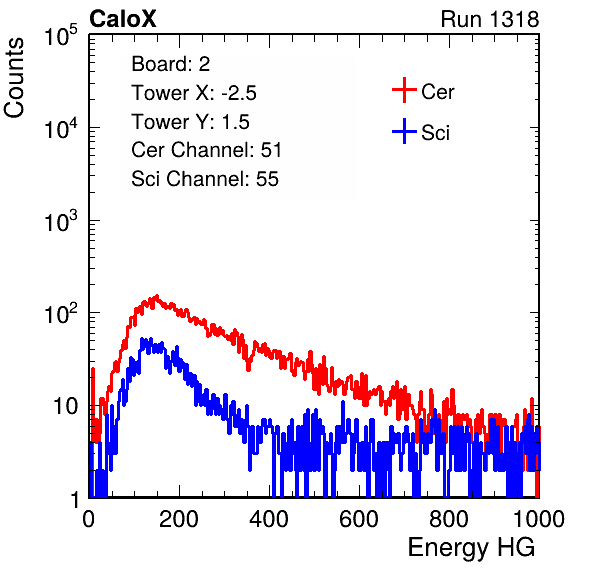 CaloX Run 1318
Counts
10^5
10^4
10^3
10^2
10
1
Board: 2
Tower X: -2.5
Tower Y: 1.5
Cer Channel: 51
Sci Channel: 55
Cer
Sci
0 200 400 600 800 1000
Energy HG